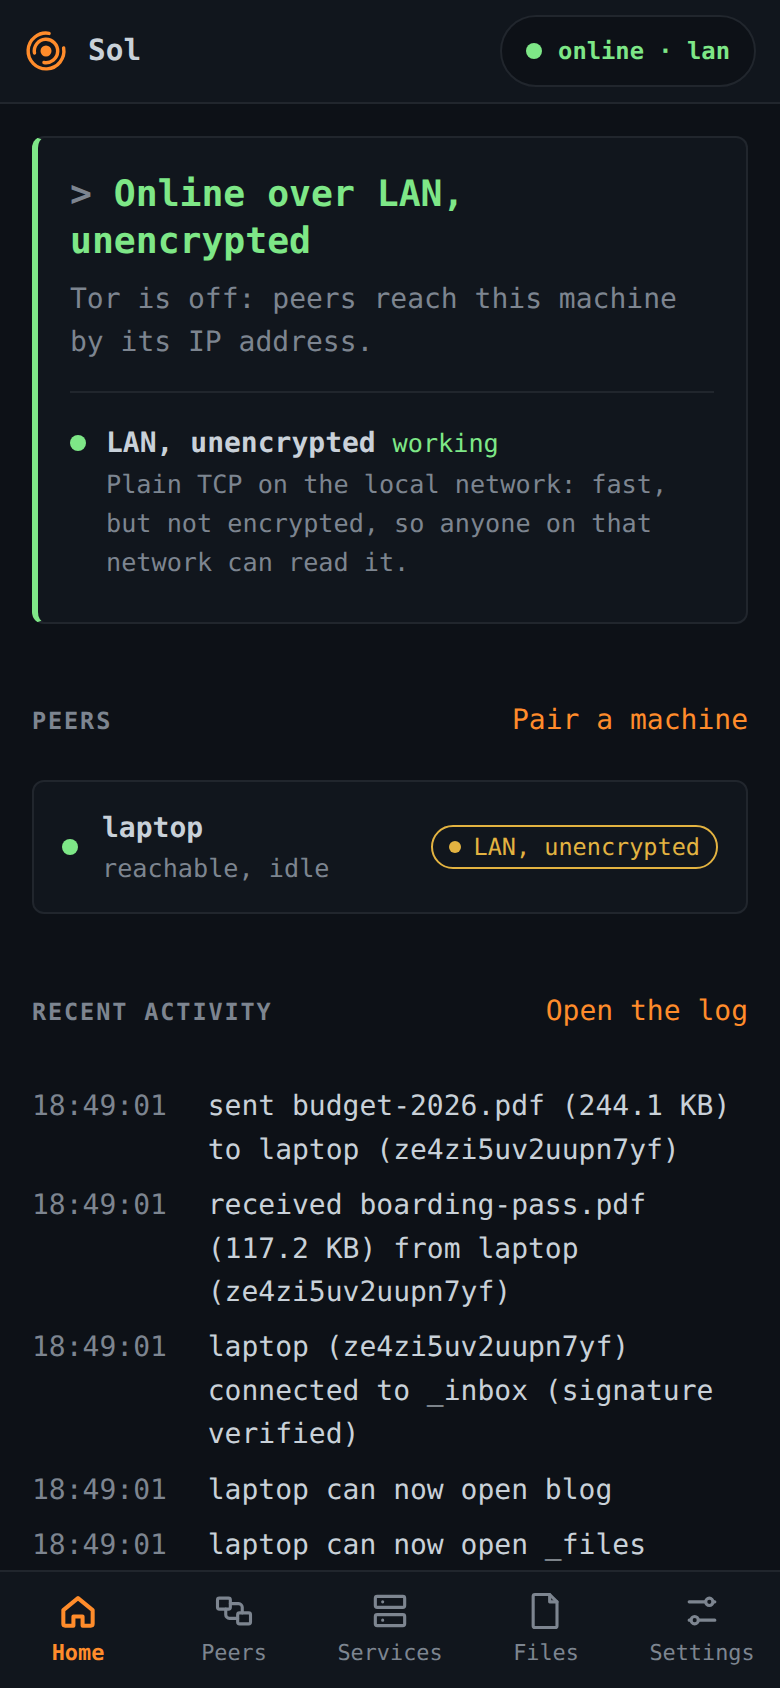 Sol
online · lan
> Online over LAN,
unencrypted
Tor is off: peers reach this machine
by its IP address.
LAN, unencrypted working
Plain TCP on the local network: fast,
but not encrypted, so anyone on that
network can read it.
PEERS
Pair a machine
laptop
reachable, idle
LAN, unencrypted
RECENT ACTIVITY
Open the log
18:49:01 sent budget-2026.pdf (244.1 KB)
to laptop (ze4zi5uv2uupn7yf)
18:49:01 received boarding-pass.pdf
(117.2 KB) from laptop
(ze4zi5uv2uupn7yf)
18:49:01 laptop (ze4zi5uv2uupn7yf)
connected to _inbox (signature
verified)
18:49:01 laptop can now open blog
18:49:01 laptop can now open _files
Home
Peers
Services
Files
Settings